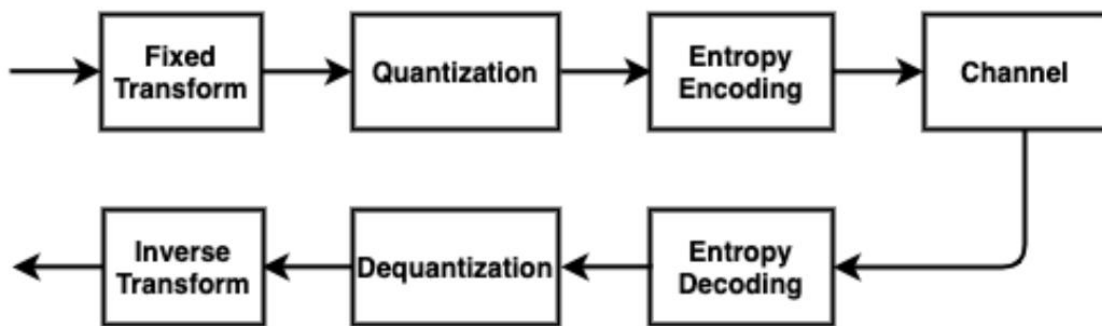 Fixed
Transform
Quantization
Entropy
Encoding
Channel
Inverse
Transform
Dequantization
Entropy
Decoding